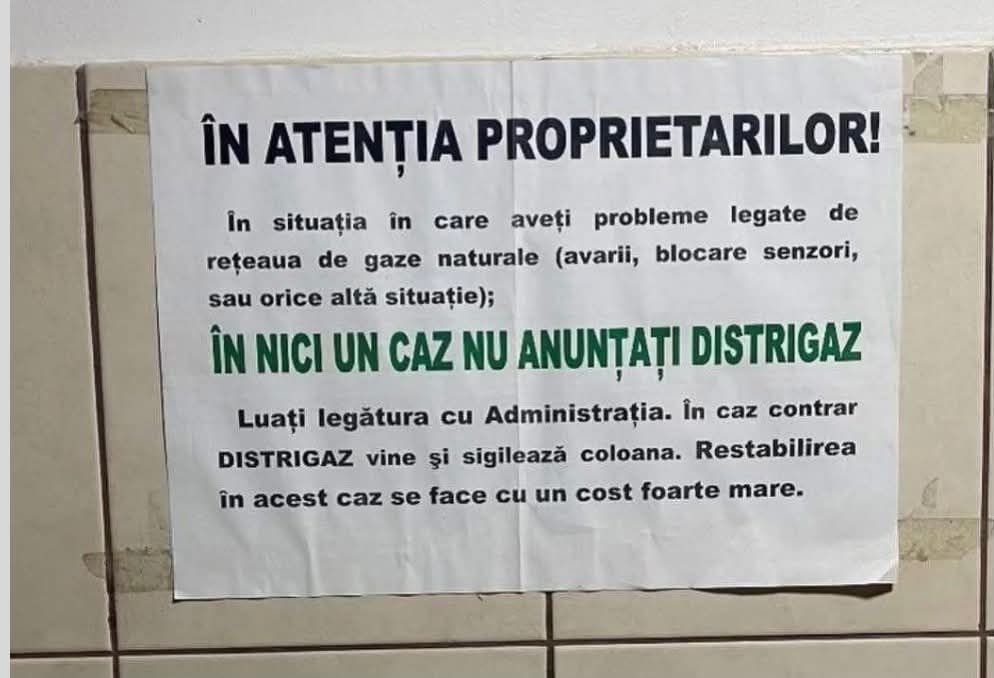 ÎN ATENȚIA PROPRIETARILOR!
În situația în care aveți probleme legate de
rețeaua de gaze naturale (avarii, blocare senzori,
sau orice altă situație);
ÎN NICI UN CAZ NU ANUNȚAȚI DISTRIGAZ
Luați legătura cu Administrația. În caz contrar
DISTRIGAZ vine și sigilează coloana. Restabilirea
în acest caz se face cu un cost foarte mare.